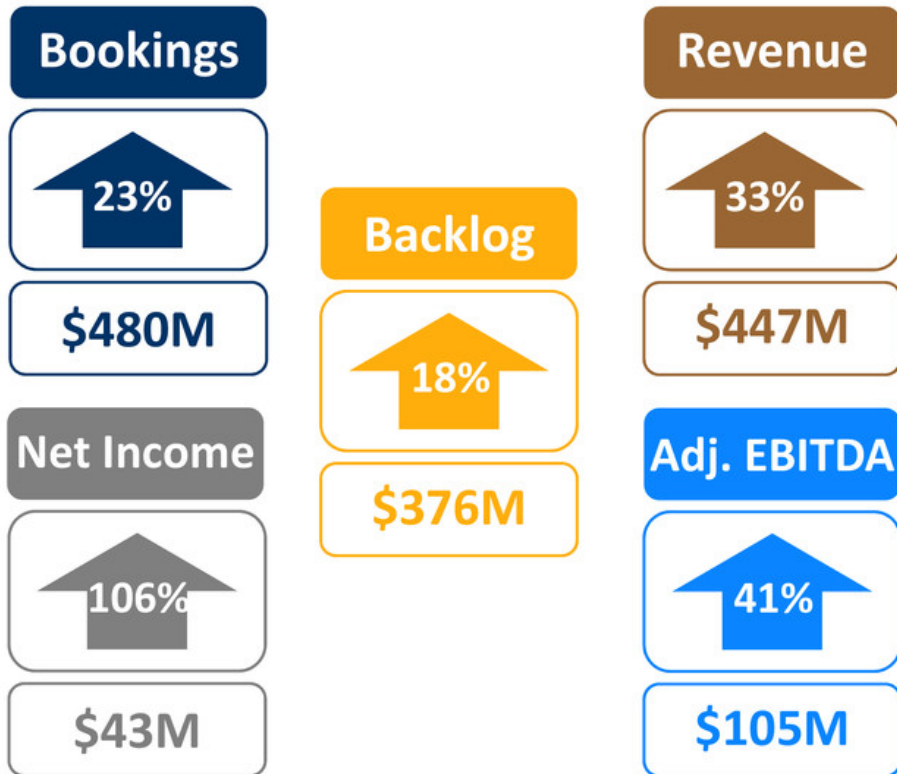 Bookings
23%
$480M
Net Income
106%
$43M
Backlog
18%
$376M
Revenue
33%
$447M
Adj. EBITDA
41%
$105M